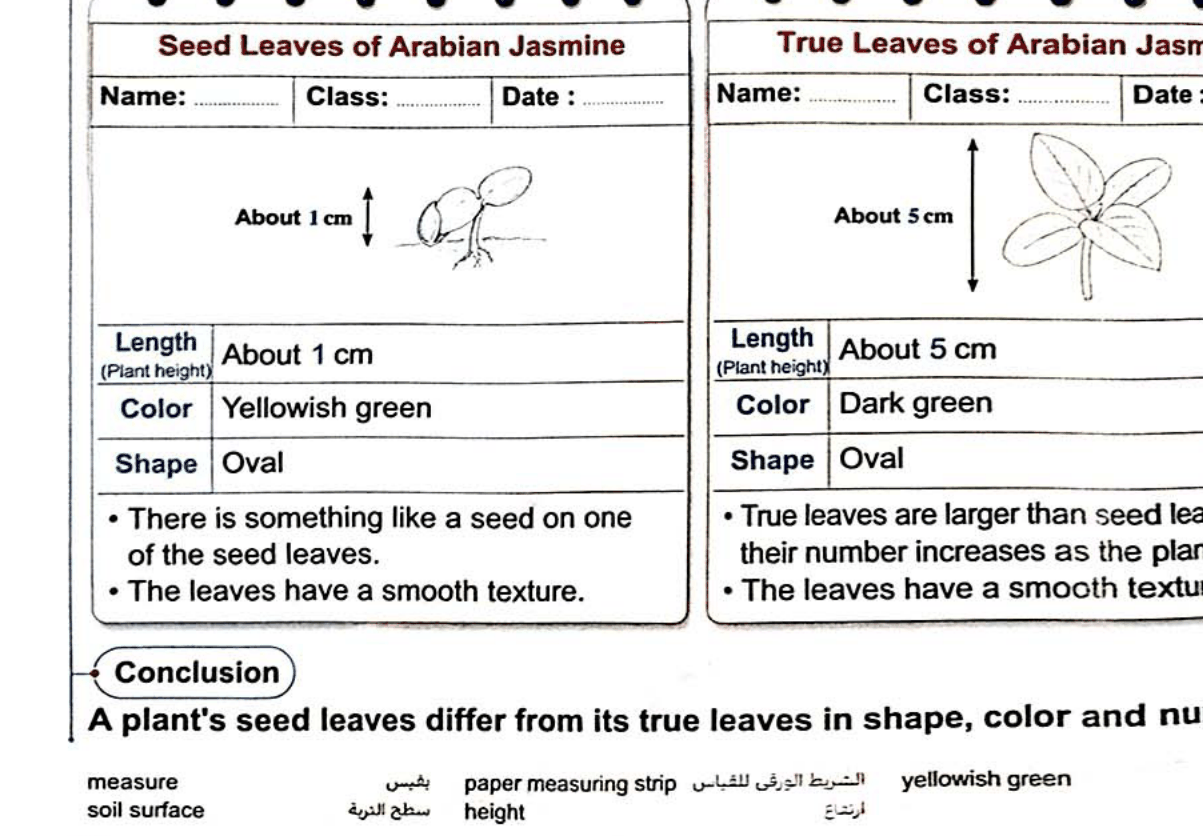 Seed Leaves of Arabian Jasmine
Name: ............... Class: ............... Date : ...............
About 1 cm
Length About 1 cm
(Plant height)
Color Yellowish green
Shape Oval
• There is something like a seed on one
of the seed leaves.
• The leaves have a smooth texture.
True Leaves of Arabian Jasm
Name: ............... Class: ............... Date :
About 5 cm
Length About 5 cm
(Plant height)
Color Dark green
Shape Oval
• True leaves are larger than seed lea
their number increases as the plan
• The leaves have a smooth textu
Conclusion
A plant's seed leaves differ from its true leaves in shape, color and nu
measure يقيس paper measuring strip الشريط الورقى للقياس yellowish green
soil surface سطح التربة height ارتفاع